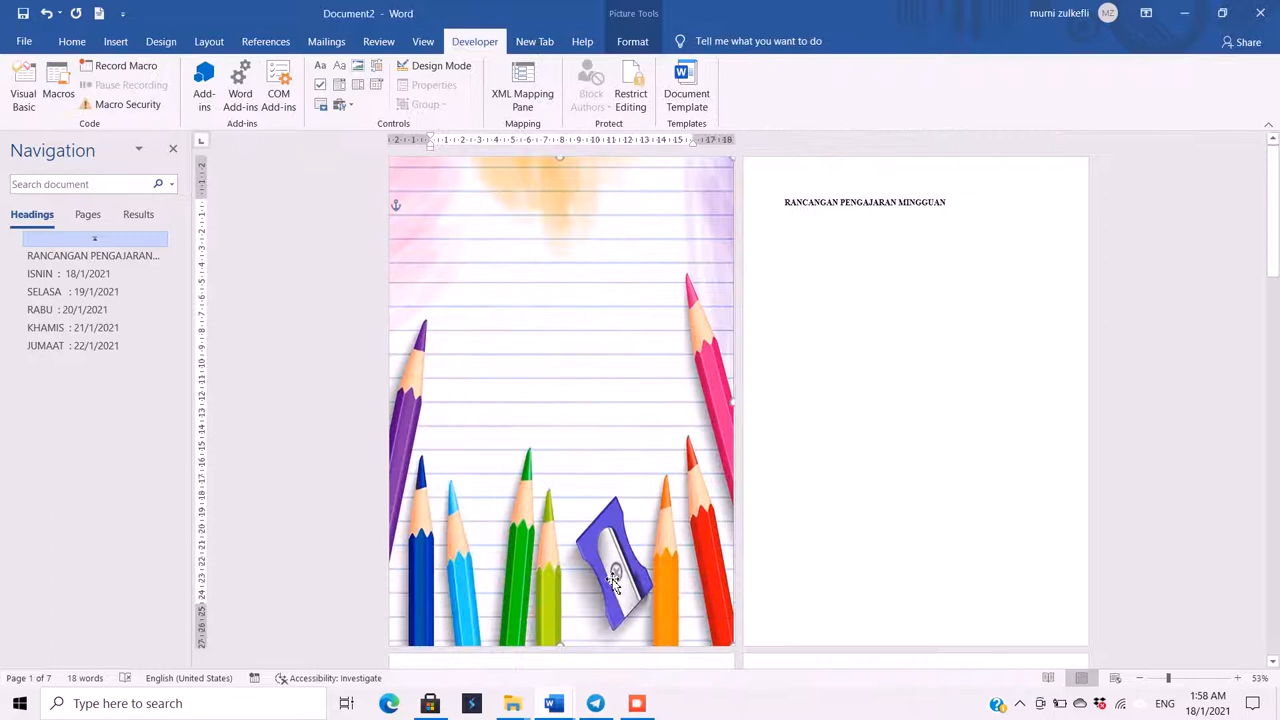 Document2 - Word
Picture Tools
murni zulkefli
MZ
File Home Insert Design Layout References Mailings Review View Developer New Tab Help Format Tell me what you want to do Share
Visual Basic
Macros
Record Macro
Pause Recording
Macro Security
Code
Add-ins
Word Add-ins
COM Add-ins
Add-ins
Aa Aa
Design Mode
Properties
Group
Controls
XML Mapping Pane
Mapping
Block Authors
Restrict Editing
Protect
Document Template
Templates
Navigation
Search document
Headings Pages Results
RANCANGAN PENGAJARAN...
ISNIN : 18/1/2021
SELASA : 19/1/2021
RABU : 20/1/2021
KHAMIS : 21/1/2021
JUMAAT : 22/1/2021
RANCANGAN PENGAJARAN MINGGUAN
Page 1 of 7 18 words English (United States) Accessibility: Investigate 53%
Type here to search
ENG
1:58 AM
18/1/2021